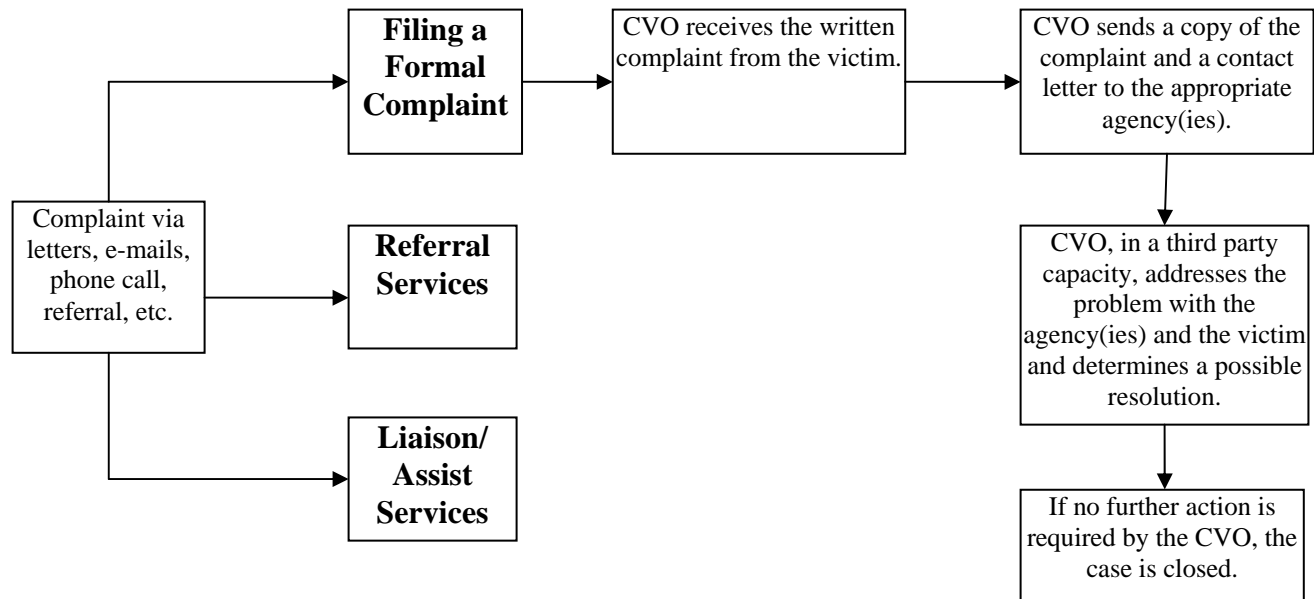 Filing a
Formal
Complaint
CVO receives the written
complaint from the victim.
CVO sends a copy of the
complaint and a contact
letter to the appropriate
agency(ies).
Complaint via
letters, e-mails,
phone call,
referral, etc.
Referral
Services
CVO, in a third party
capacity, addresses the
problem with the
agency(ies) and the victim
and determines a possible
resolution.
Liaison/
Assist
Services
If no further action is
required by the CVO, the
case is closed.